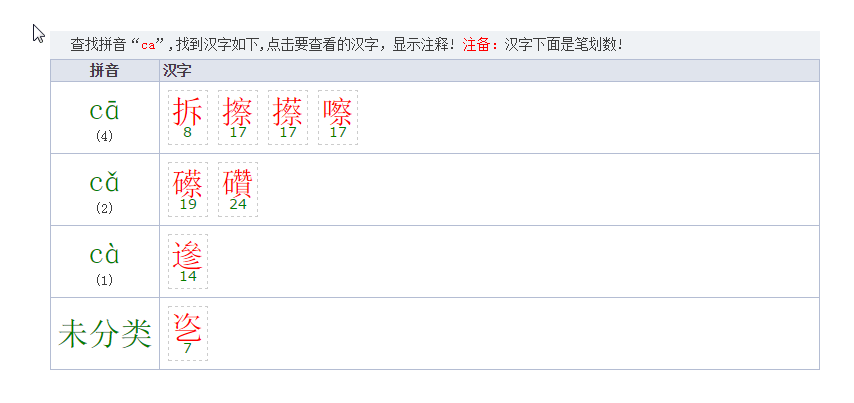 查找拼音“ca”,找到汉字如下,点击要查看的汉字，显示注释! 注备：汉字下面是笔划数!
拼音 汉字
cā
(4)
拆 擦 攃 嚓
8 17 17 17
cǎ
(2)
礤 礸
19 24
cà
(1)
遪
14
未分类
乲
7